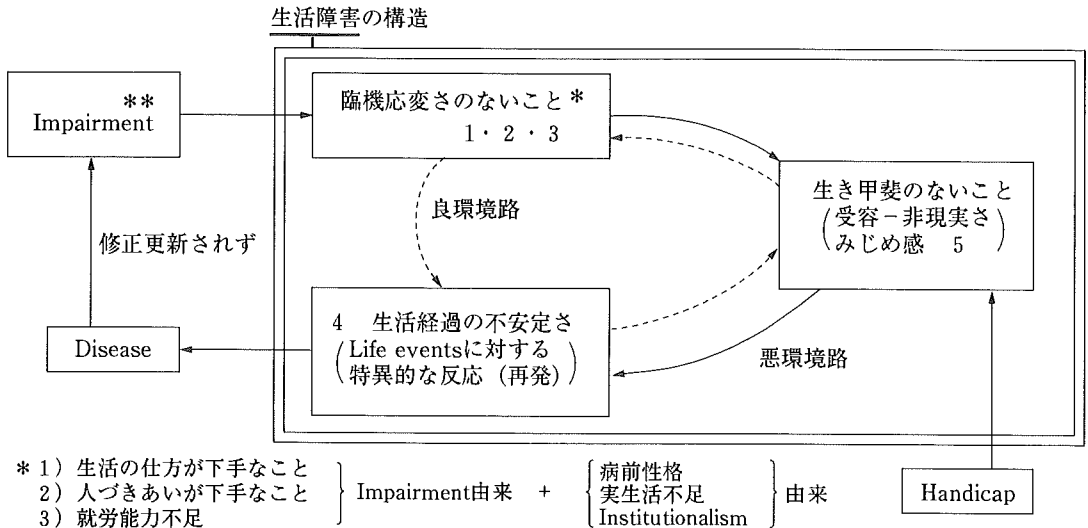 生活障害の構造
**
Impairment
臨機応変さのないこと*
1・2・3
生き甲斐のないこと
(受容-非現実さ
みじめ感 5)
良環境路
修正更新されず
4 生活経過の不安定さ
(Life eventsに対する
特異的な反応(再発))
Disease
悪環境路
*1)生活の仕方が下手なこと
2)人づきあいが下手なこと
3)就労能力不足
Impairment由来 +
病前性格
実生活不足
Institutionalism
由来
Handicap